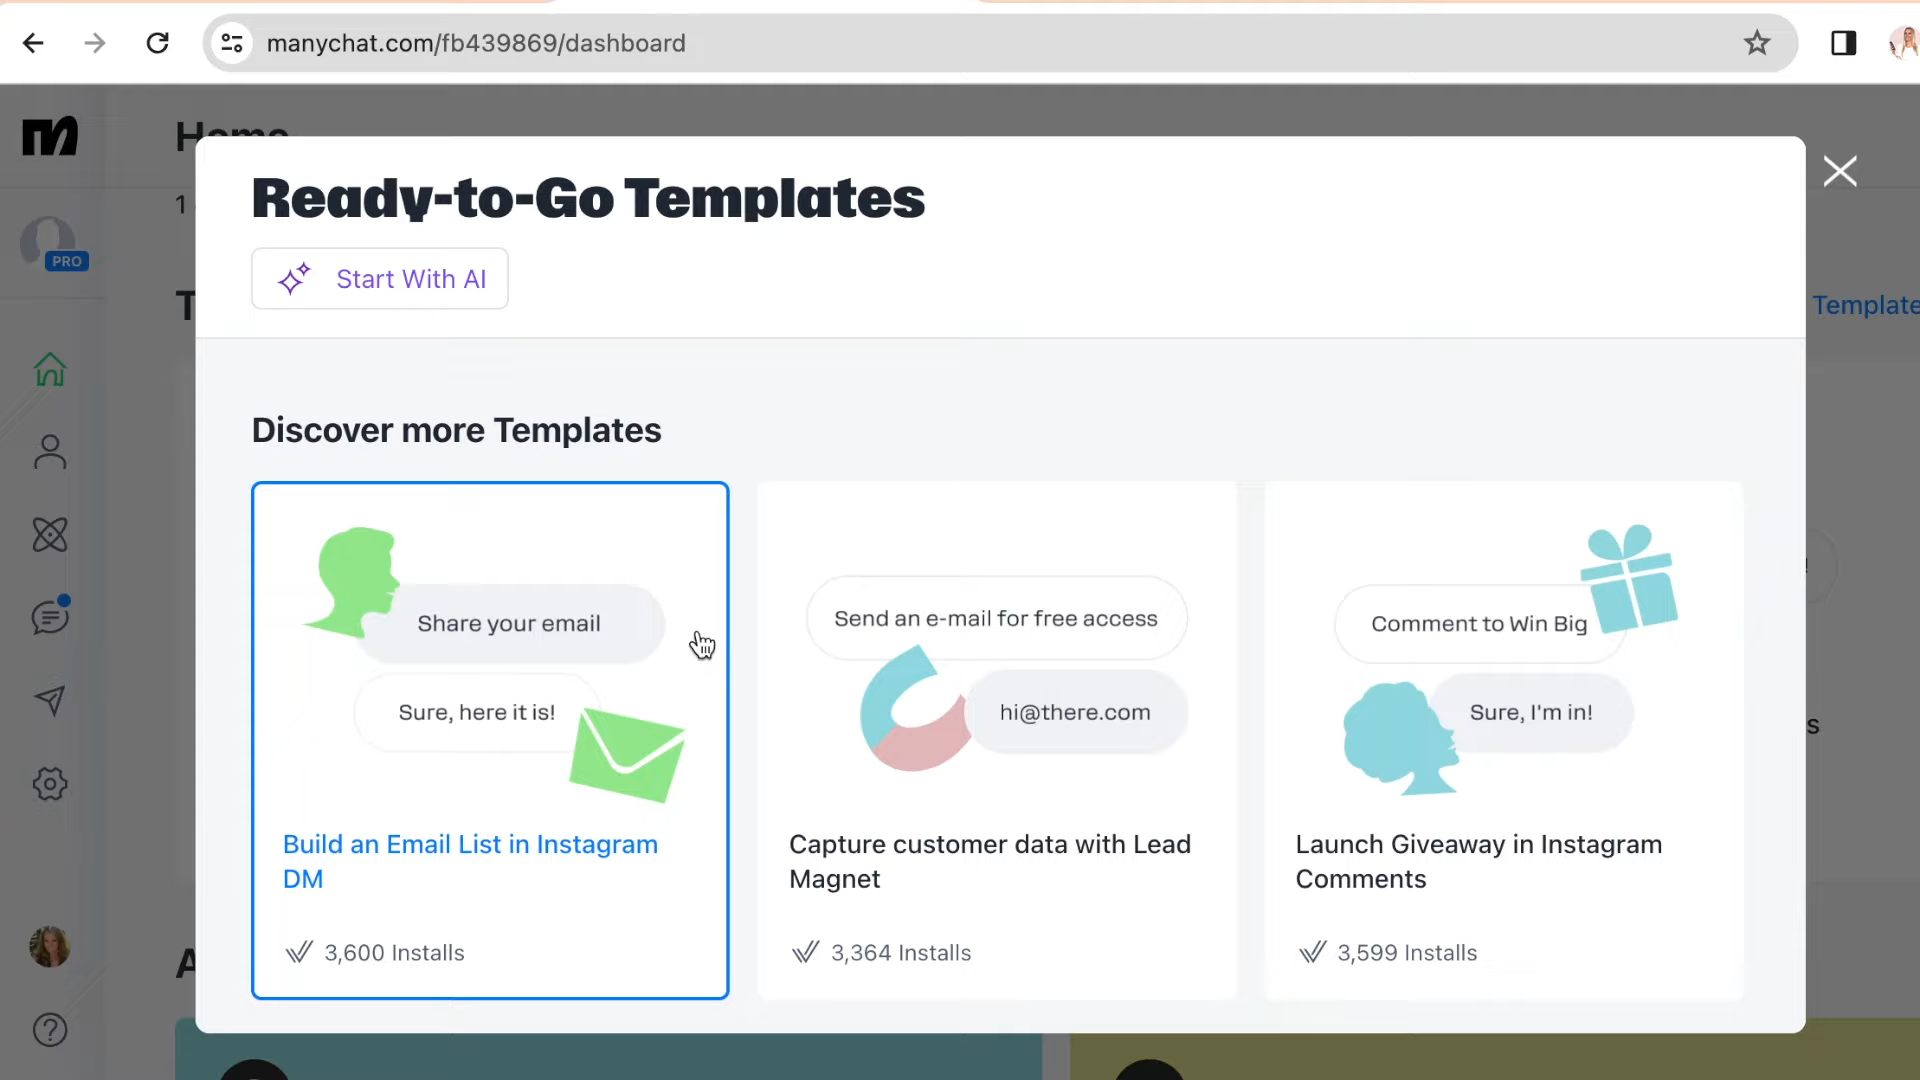 manychat.com/fb439869/dashboard
Home
1
PRO
Ready-to-Go Templates
Start With AI
Template
Discover more Templates
Share your email
Sure, here it is!
Send an e-mail for free access
hi@there.com
Comment to Win Big
Sure, I'm in!
Build an Email List in Instagram
DM
Capture customer data with Lead
Magnet
Launch Giveaway in Instagram
Comments
3,600 Installs
3,364 Installs
3,599 Installs